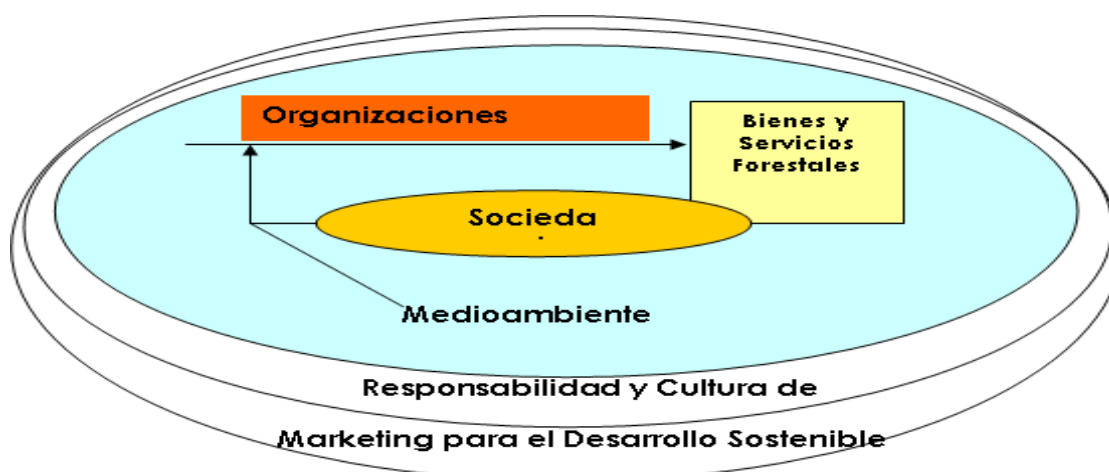 Organizaciones
Bienes y
Servicios
Forestales
Socieda
Medioambiente
Responsabilidad y Cultura de
Marketing para el Desarrollo Sostenible